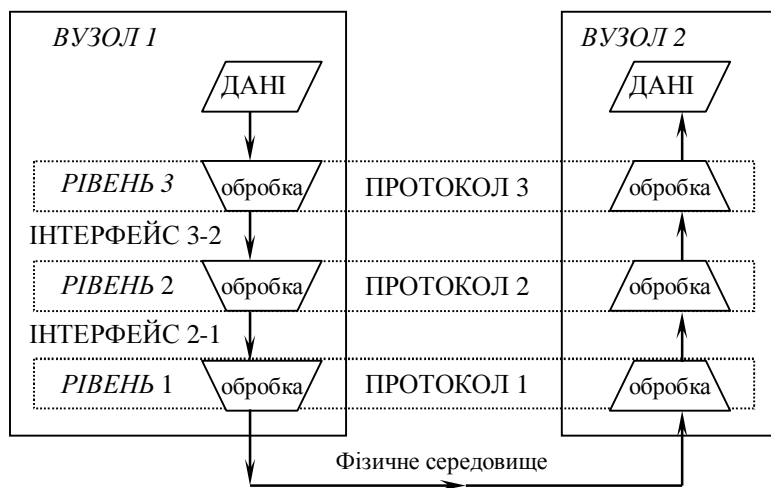 ВУЗОЛ 1
ВУЗОЛ 2
ДАНІ
ДАНІ
РІВЕНЬ 3
обробка
ПРОТОКОЛ 3
обробка
ІНТЕРФЕЙС 3-2
РІВЕНЬ 2
обробка
ПРОТОКОЛ 2
обробка
ІНТЕРФЕЙС 2-1
РІВЕНЬ 1
обробка
ПРОТОКОЛ 1
обробка
Фізичне середовище